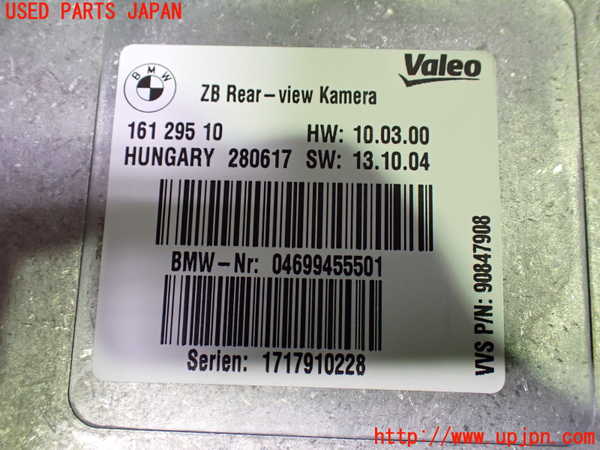 USED PARTS JAPAN
BMW
Valeo
ZB Rear-view Kamera
161 295 10 HW: 10.03.00
HUNGARY 280617 SW: 13.10.04
BMW-Nr: 04699455501
Serien: 1717910228
VVS P/N: 90847908
http://www.upjpn.com/